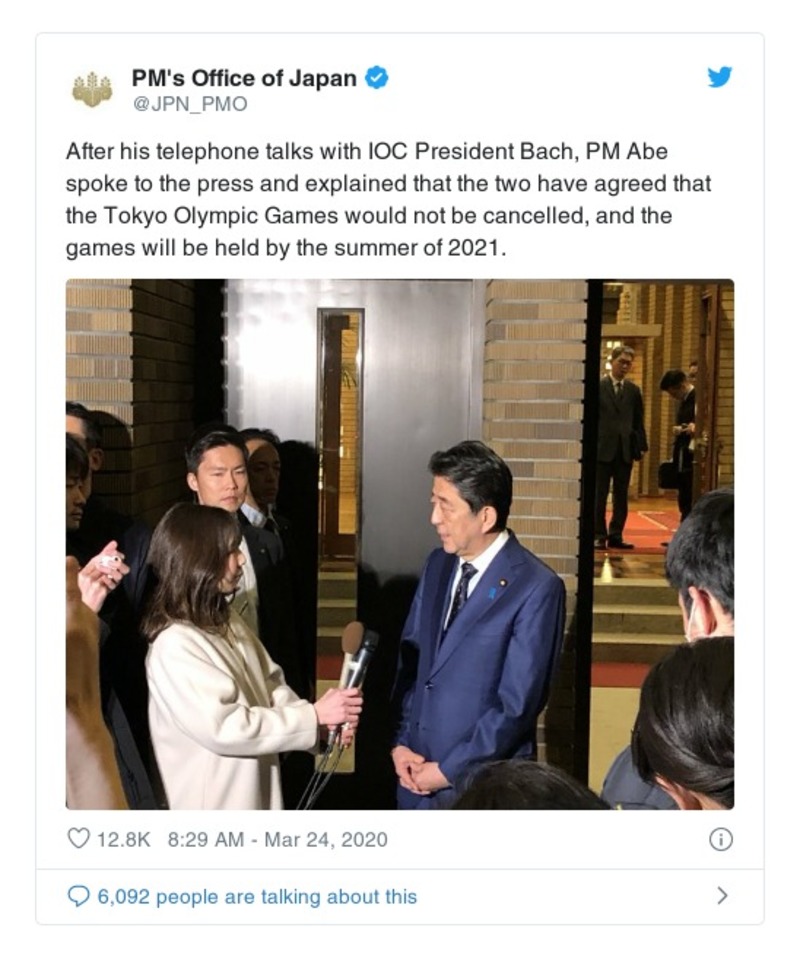 PM's Office of Japan
@JPN_PMO
After his telephone talks with IOC President Bach, PM Abe
spoke to the press and explained that the two have agreed that
the Tokyo Olympic Games would not be cancelled, and the
games will be held by the summer of 2021.
12.8K 8:29 AM - Mar 24, 2020
6,092 people are talking about this